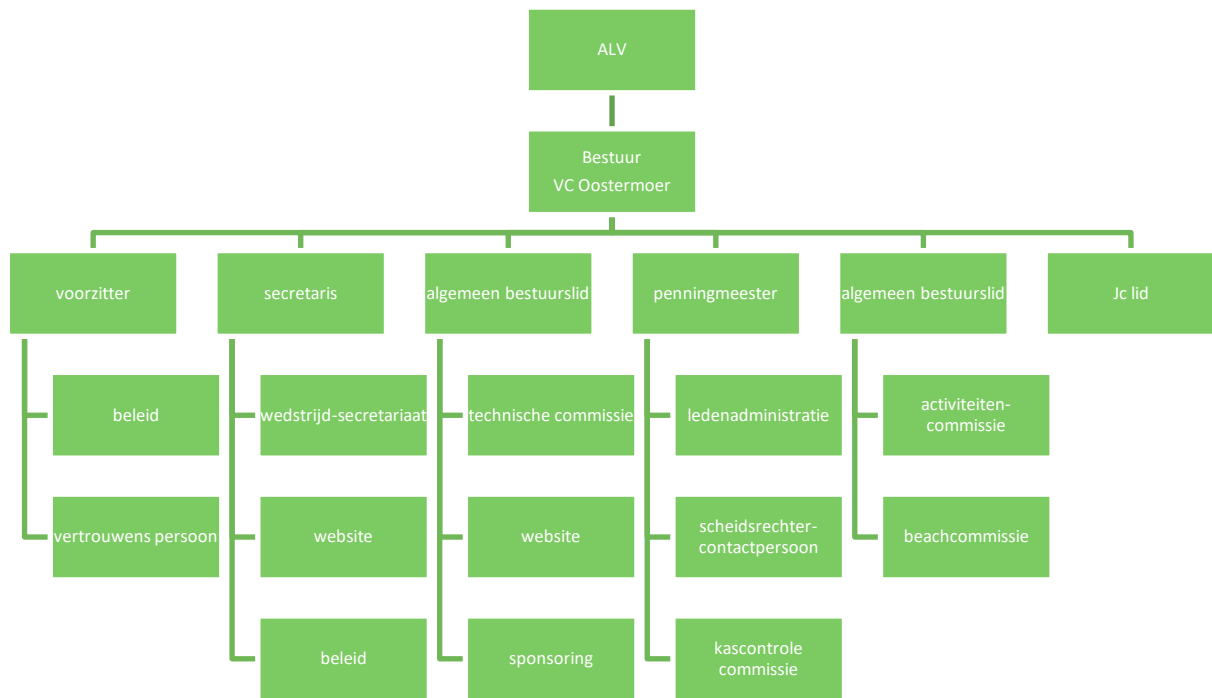 ALV
Bestuur
VC Oostermoer
voorzitter
secretaris
algemeen bestuurslid
penningmeester
algemeen bestuurslid
Jc lid
beleid
wedstrijd-secretariaat
technische commissie
ledenadministratie
activiteiten-
commissie
vertrouwens persoon
website
website
scheidsrechter-
contactpersoon
beachcommissie
beleid
sponsoring
kascontrole
commissie